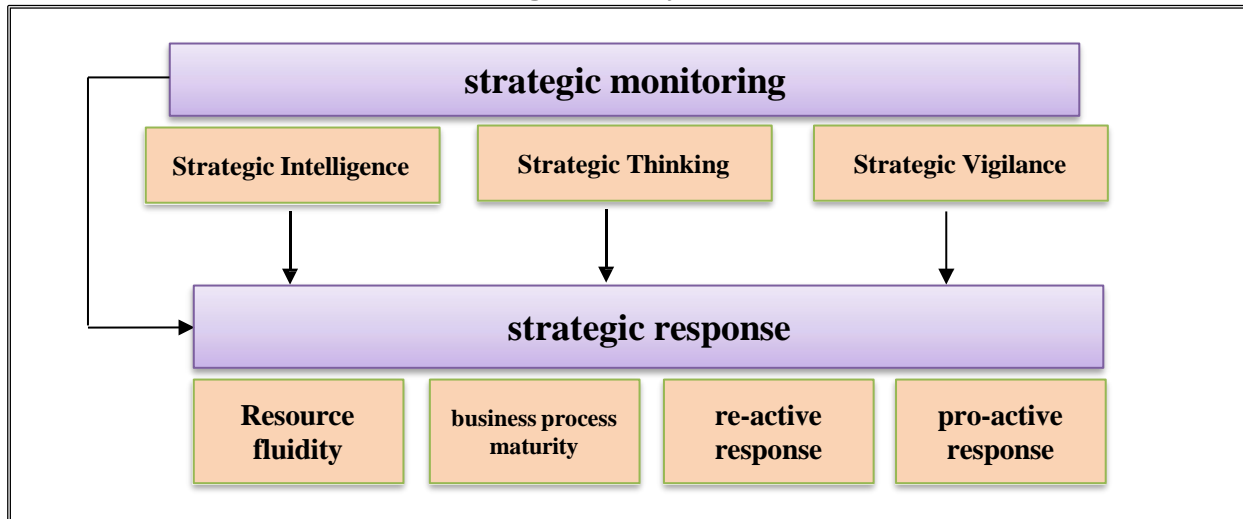 strategic monitoring
Strategic Intelligence
Strategic Thinking
Strategic Vigilance
strategic response
Resource
fluidity
business process
maturity
re-active
response
pro-active
response